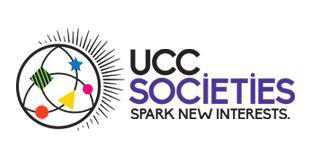 UCC
SOCIETIES
SPARK NEW INTERESTS.